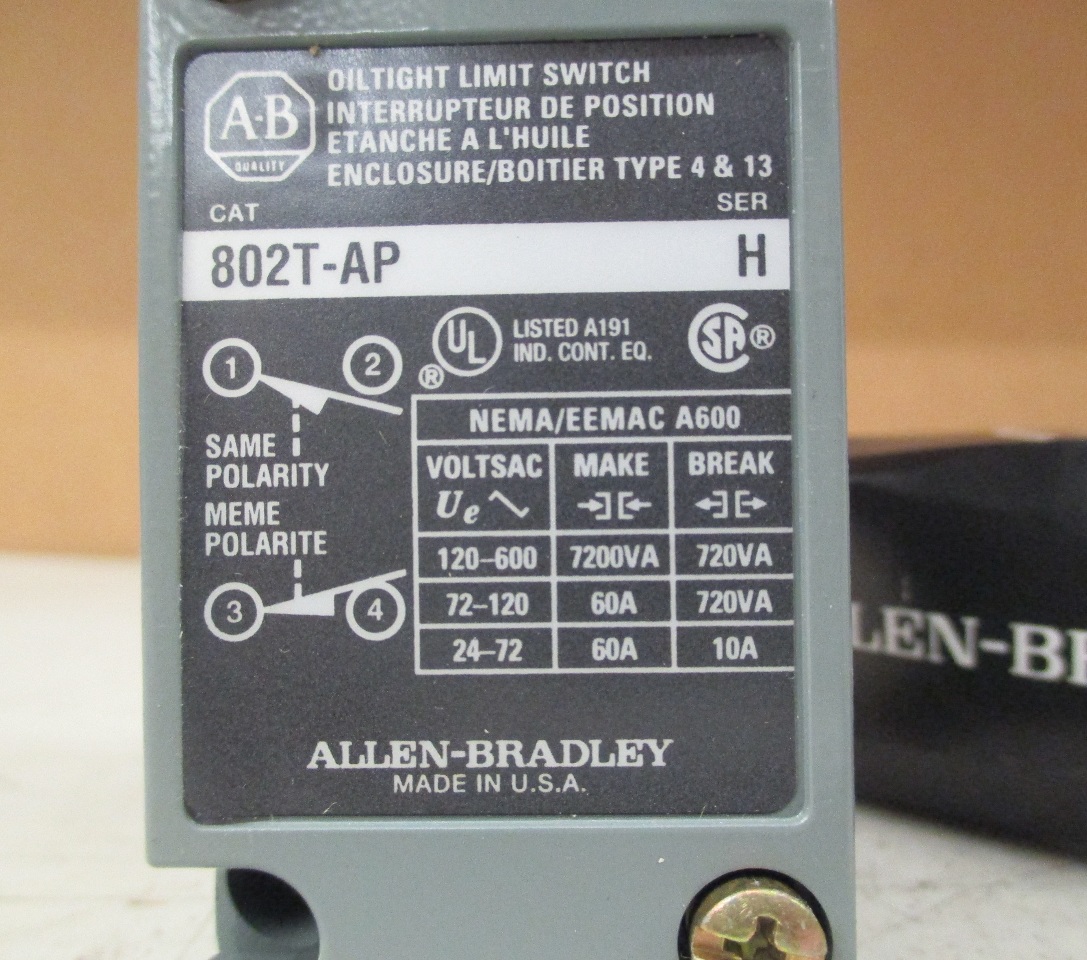 A-B
QUALITY
OILTIGHT LIMIT SWITCH
INTERRUPTEUR DE POSITION
ETANCHE A L'HUILE
ENCLOSURE/BOITIER TYPE 4 & 13
CAT SER
802T-AP H
UL ®
LISTED A191
IND. CONT. EQ.
SA ®
1 2
SAME
POLARITY
MEME
POLARITE
3 4
NEMA/EEMAC A600
VOLTSAC MAKE BREAK
Ue
120–600 7200VA 720VA
72–120 60A 720VA
24–72 60A 10A
ALLEN-BRADLEY
MADE IN U.S.A.
LEN-B